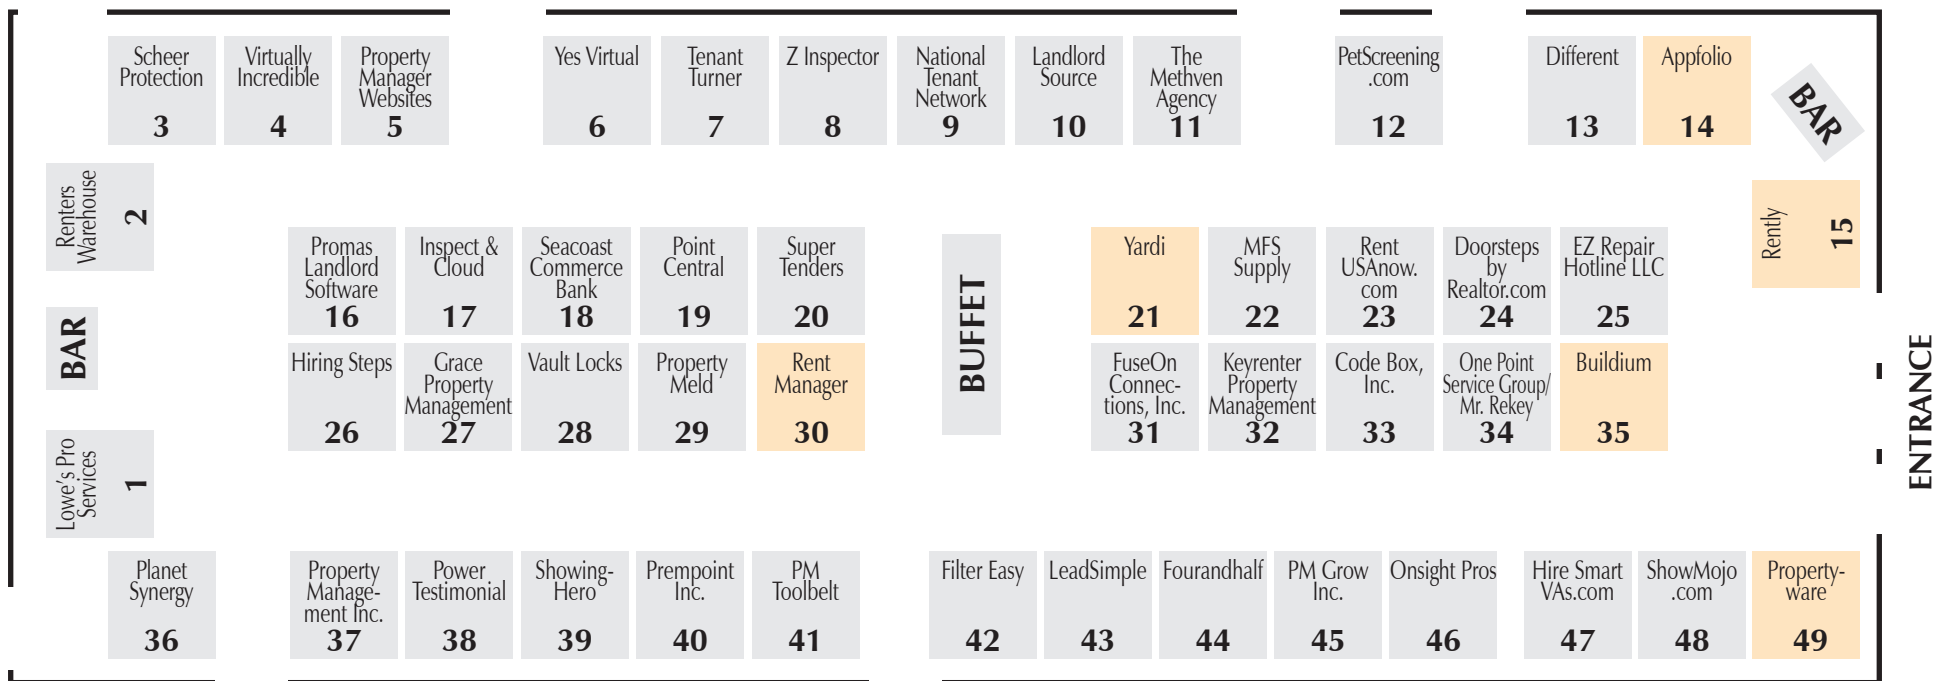 Scheer
Protection
3
Virtually
Incredible
4
Property
Manager
Websites
5
Yes Virtual
6
Tenant
Turner
7
Z Inspector
8
National
Tenant
Network
9
Landlord
Source
10
The
Methven
Agency
11
PetScreening
.com
12
Different
13
Appfolio
14
BAR
Renters
Warehouse
2
Rently
15
BAR
Lowe's Pro
Services
1
Promas
Landlord
Software
16
Inspect &
Cloud
17
Seacoast
Commerce
Bank
18
Point
Central
19
Super
Tenders
20
Hiring Steps
26
Grace
Property
Management
27
Vault Locks
28
Property
Meld
29
Rent
Manager
30
BUFFET
Yardi
21
MFS
Supply
22
Rent
USAnow.
com
23
Doorsteps
by
Realtor.com
24
EZ Repair
Hotline LLC
25
FuseOn
Connec-
tions, Inc.
31
Keyrenter
Property
Management
32
Code Box,
Inc.
33
One Point
Service Group/
Mr. Rekey
34
Buildium
35
ENTRANCE
Planet
Synergy
36
Property
Manage-
ment Inc.
37
Power
Testimonial
38
Showing-
Hero
39
Prempoint
Inc.
40
PM
Toolbelt
41
Filter Easy
42
LeadSimple
43
Fourandhalf
44
PM Grow
Inc.
45
Onsight Pros
46
Hire Smart
VAs.com
47
ShowMojo
.com
48
Property-
ware
49